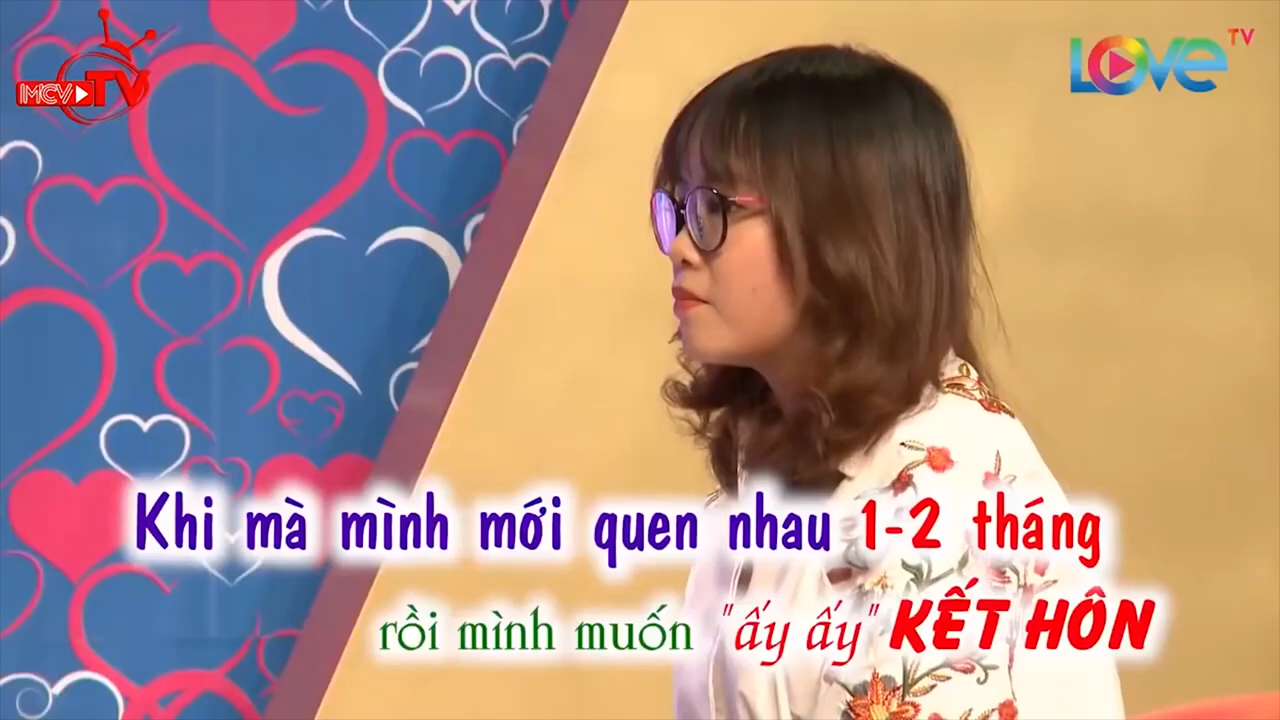 MCV TV
LOVE TV
Khi mà mình mới quen nhau 1-2 tháng
rồi mình muốn "ấy ấy" KẾT HÔN